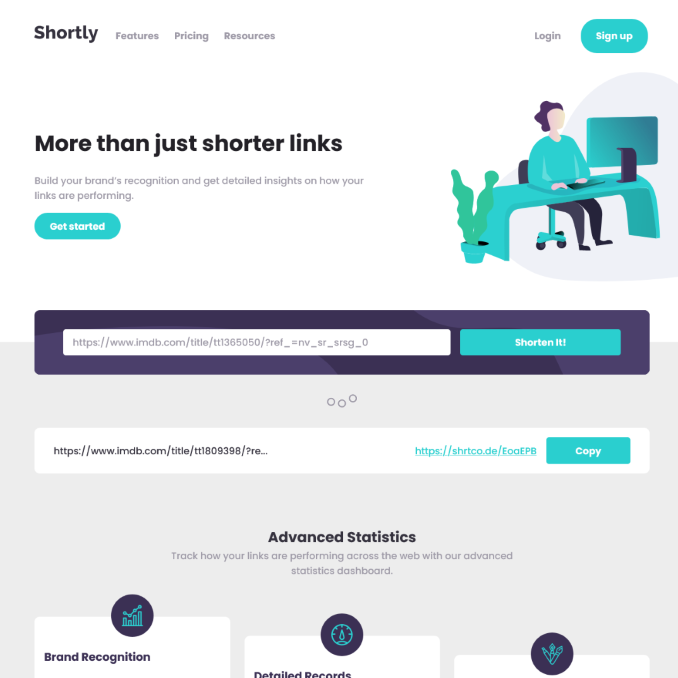 Shortly
Features Pricing Resources
Login Sign up
More than just shorter links
Build your brand's recognition and get detailed insights on how your
links are performing.
Get started
https://www.imdb.com/title/tt1365050/?ref_=nv_sr_srsg_0
Shorten It!
https://www.imdb.com/title/tt1809398/?re...
https://shrtco.de/EoaEPB
Copy
Advanced Statistics
Track how your links are performing across the web with our advanced
statistics dashboard.
Brand Recognition
Detailed Records